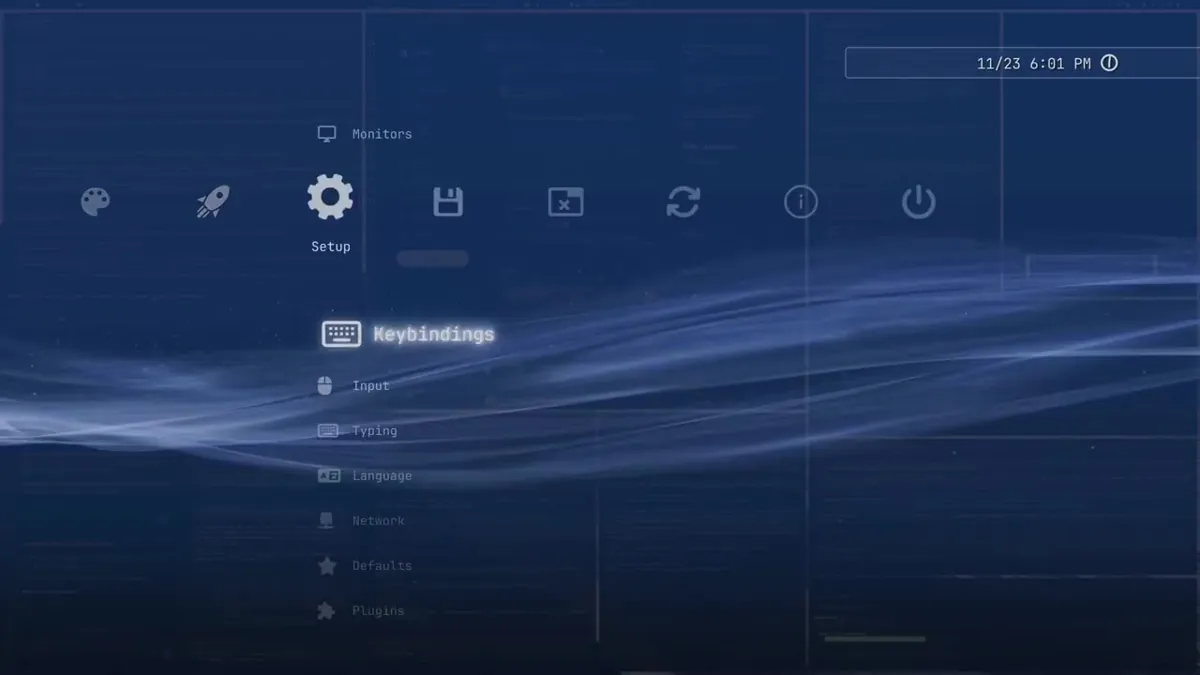 11/23 6:01 PM
Monitors
Setup
Keybindings
Input
Typing
Language
Network
Defaults
Plugins